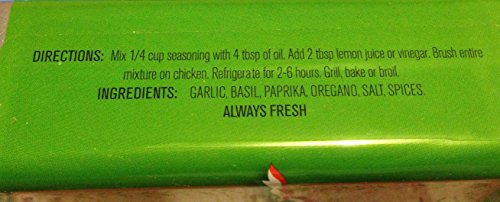 DIRECTIONS: Mix 1/4 cup seasoning with 4 tbsp of oil. Add 2 tbsp lemon juice or vinegar. Brush entire
mixture on chicken. Refrigerate for 2-6 hours. Grill, bake or broil.
INGREDIENTS: GARLIC, BASIL, PAPRIKA, OREGANO, SALT, SPICES.
ALWAYS FRESH